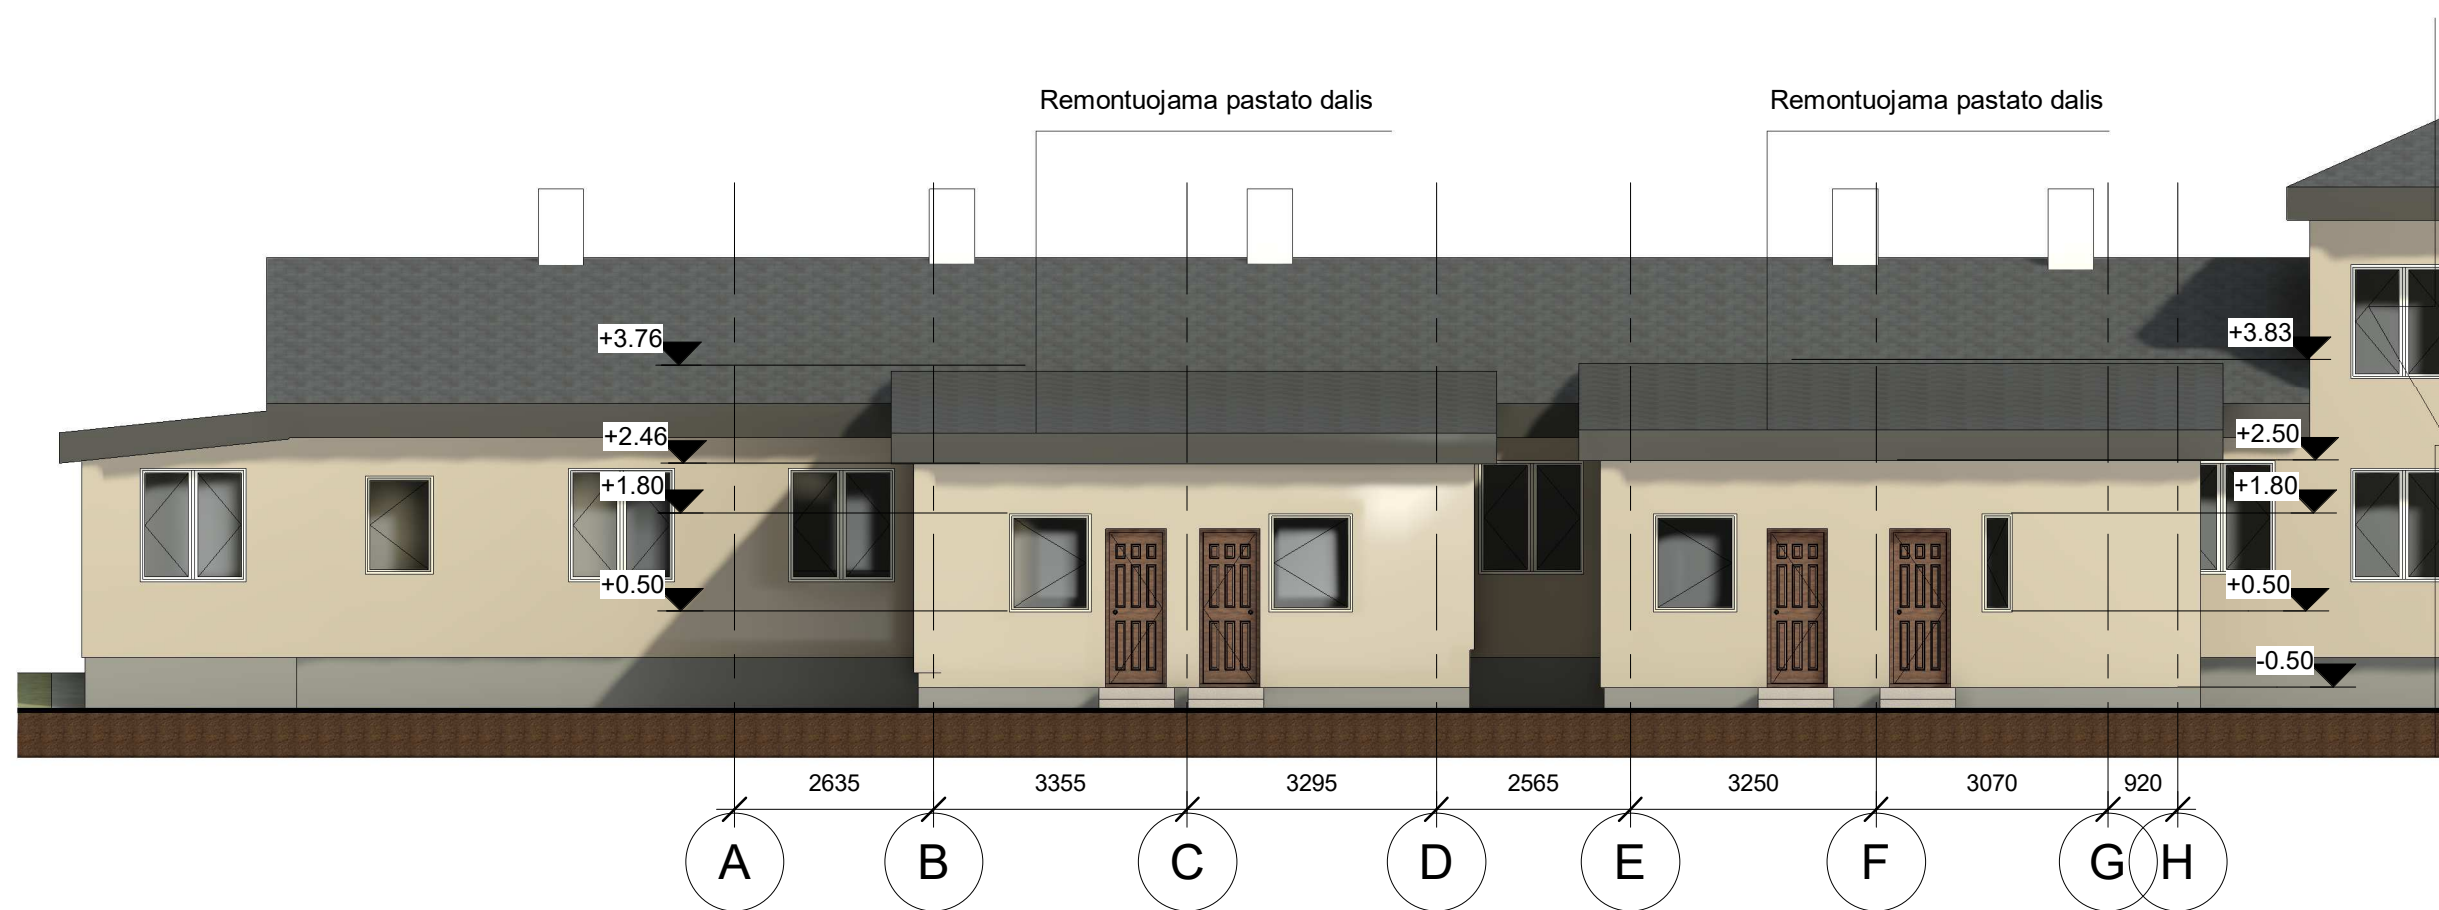 Remontuojama pastato dalis
Remontuojama pastato dalis
+3.76
+3.83
+2.46
+2.50
+1.80
+1.80
+0.50
+0.50
-0.50
2635 3355 3295 2565 3250 3070 920
A B C D E F G H